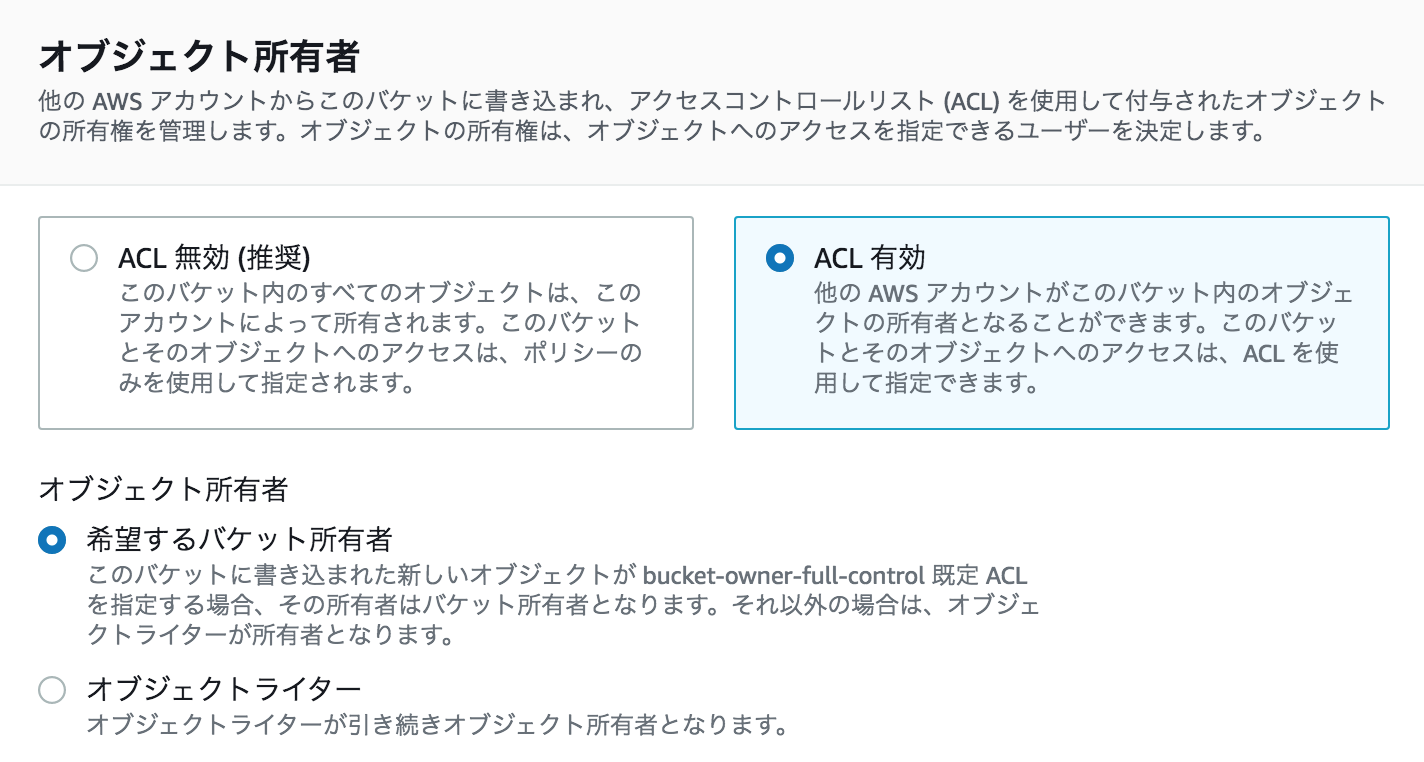 オブジェクト所有者
他の AWS アカウントからこのバケットに書き込まれ、アクセスコントロールリスト (ACL) を使用して付与されたオブジェクト
の所有権を管理します。オブジェクトの所有権は、オブジェクトへのアクセスを指定できるユーザーを決定します。
ACL 無効 (推奨)
このバケット内のすべてのオブジェクトは、この
アカウントによって所有されます。このバケット
とそのオブジェクトへのアクセスは、ポリシーの
みを使用して指定されます。
ACL 有効
他の AWS アカウントがこのバケット内のオブジェ
クトの所有者となることができます。このバケッ
トとそのオブジェクトへのアクセスは、ACL を使
用して指定できます。
オブジェクト所有者
希望するバケット所有者
このバケットに書き込まれた新しいオブジェクトが bucket-owner-full-control 既定 ACL
を指定する場合、その所有者はバケット所有者となります。それ以外の場合は、オブジェ
クトライターが所有者となります。
オブジェクトライター
オブジェクトライターが引き続きオブジェクト所有者となります。